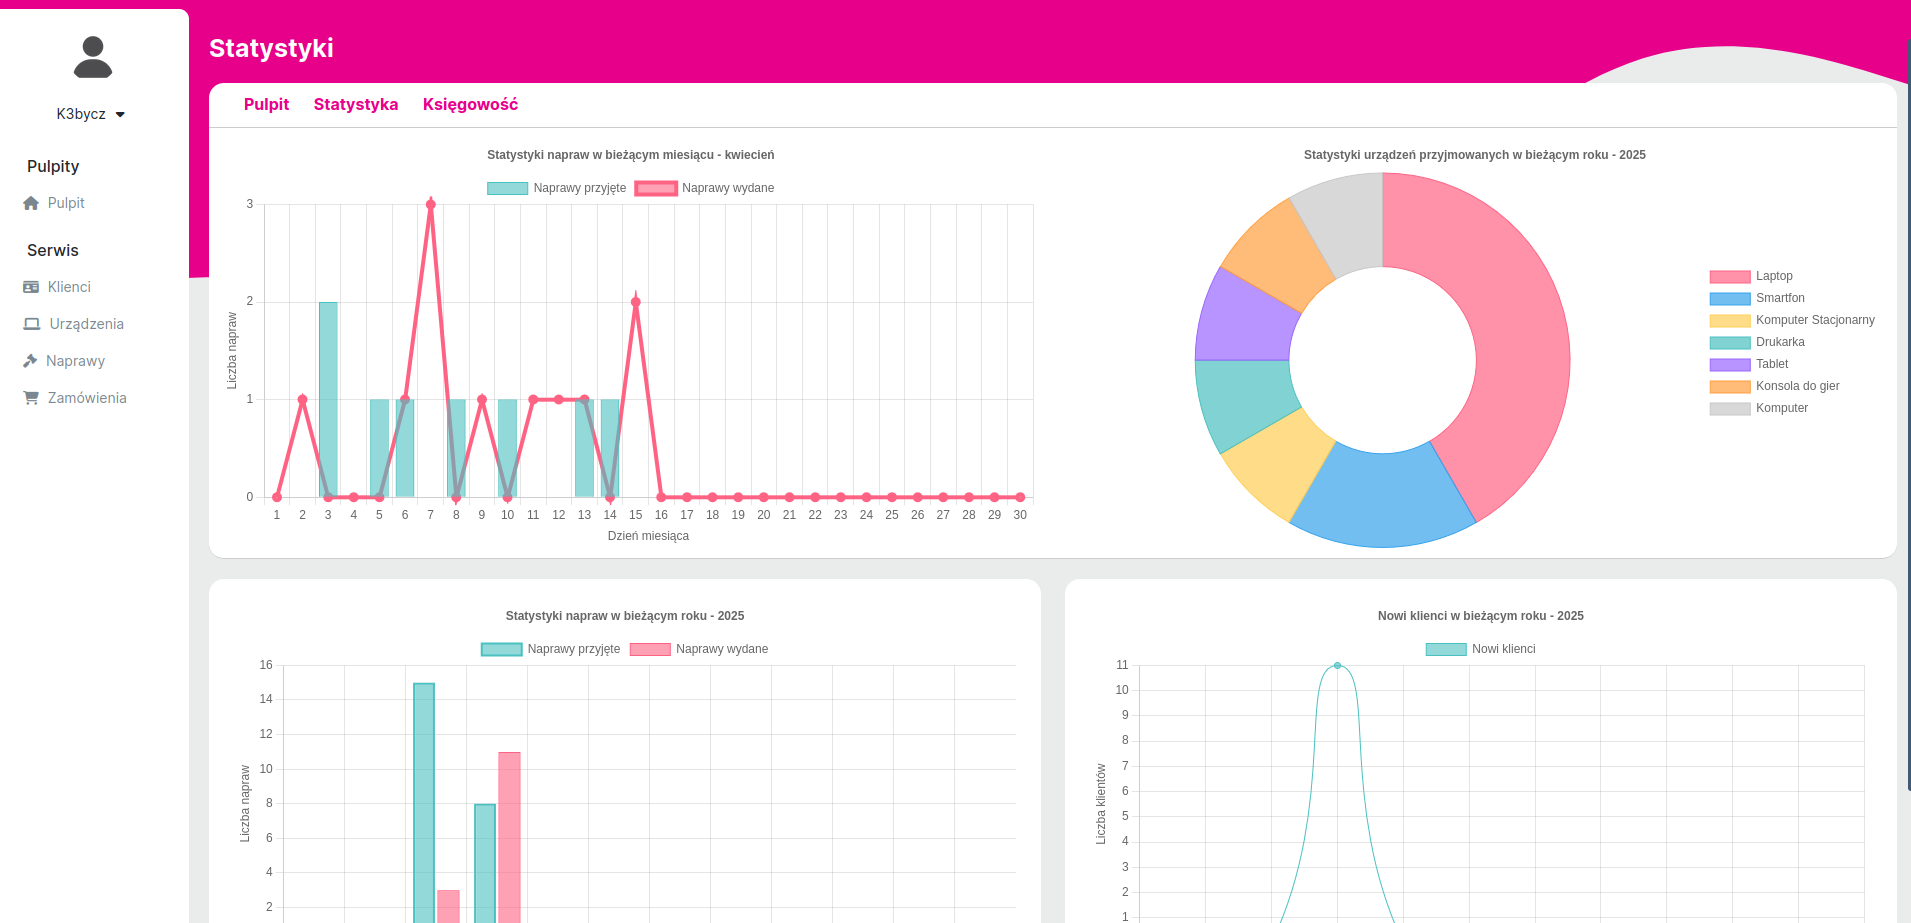 Statystyki
K3bycz
Pulpity
Pulpit
Serwis
Klienci
Urządzenia
Naprawy
Zamówienia
Pulpit Statystyka Księgowość
Statystyki napraw w bieżącym miesiącu - kwiecień
Naprawy przyjęte Naprawy wydane
3
2
1
0
Liczba napraw
1 2 3 4 5 6 7 8 9 10 11 12 13 14 15 16 17 18 19 20 21 22 23 24 25 26 27 28 29 30
Dzień miesiąca
Statystyki urządzeń przyjmowanych w bieżącym roku - 2025
Laptop
Smartfon
Komputer Stacjonarny
Drukarka
Tablet
Konsola do gier
Komputer
Statystyki napraw w bieżącym roku - 2025
Naprawy przyjęte Naprawy wydane
16
14
12
10
8
6
4
2
Liczba napraw
Nowi klienci w bieżącym roku - 2025
Nowi klienci
11
10
9
8
7
6
5
4
3
2
1
Liczba klientów